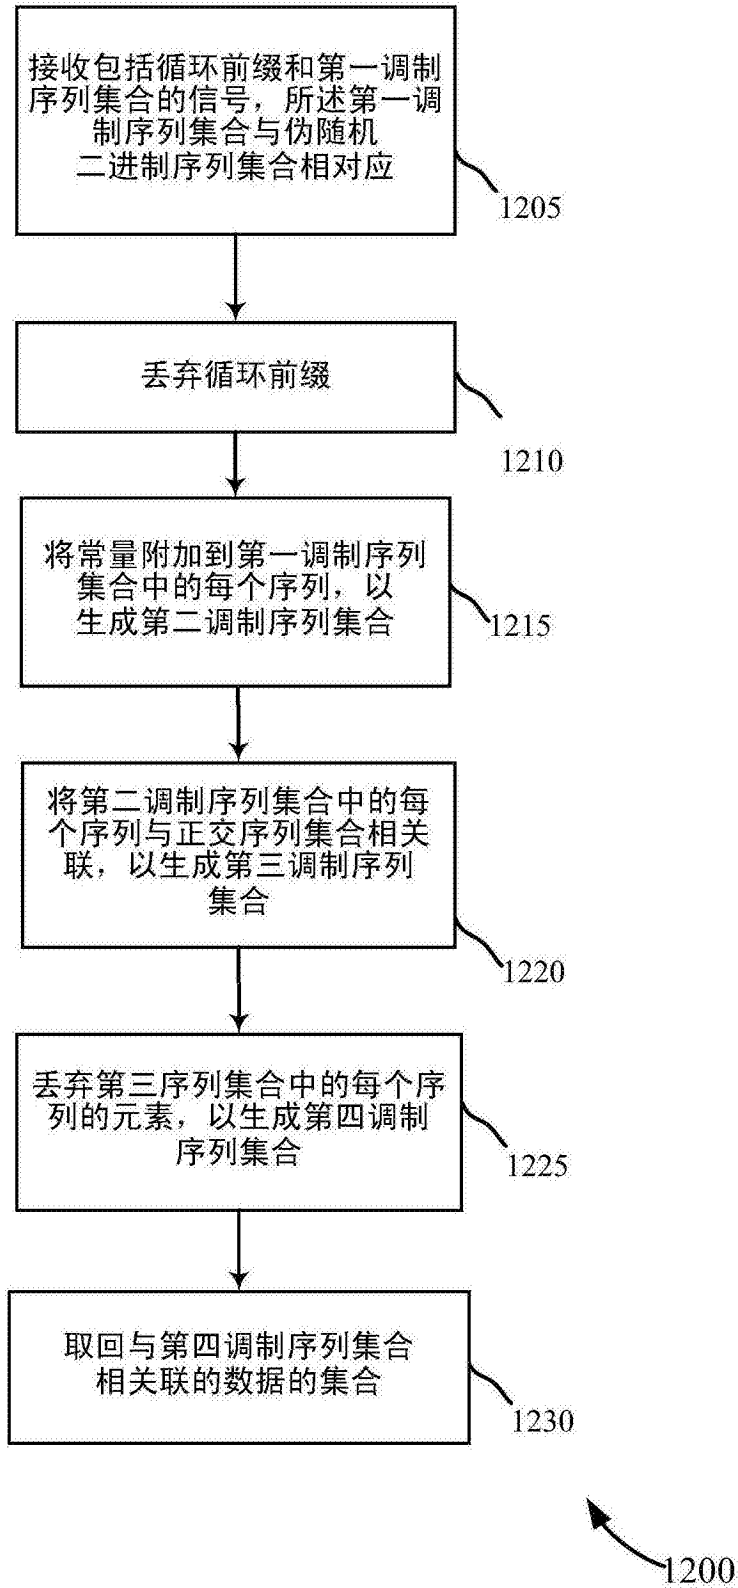 接收包括循环前缀和第一调制
序列集合的信号，所述第一调
制序列集合与伪随机
二进制序列集合相对应
1205
丢弃循环前缀
1210
将常量附加到第一调制序列
集合中的每个序列，以
生成第二调制序列集合
1215
将第二调制序列集合中的每
个序列与正交序列集合相关
联，以生成第三调制序列
集合
1220
丢弃第三序列集合中的每个序
列的元素，以生成第四调制
序列集合
1225
取回与第四调制序列集合
相关联的数据的集合
1230
1200